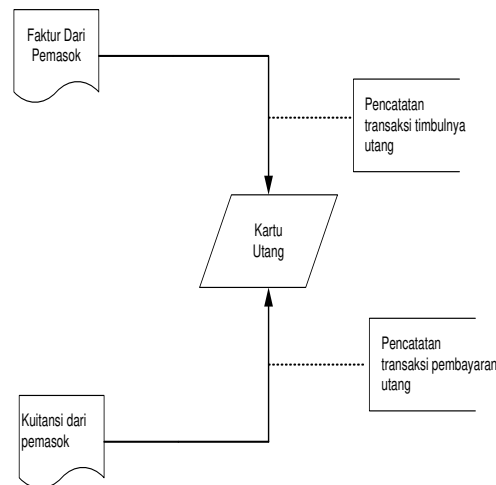 Faktur Dari
Pemasok
Pencatatan
transaksi timbulnya
utang
Kartu
Utang
Pencatatan
transaksi pembayaran
utang
Kuitansi dari
pemasok